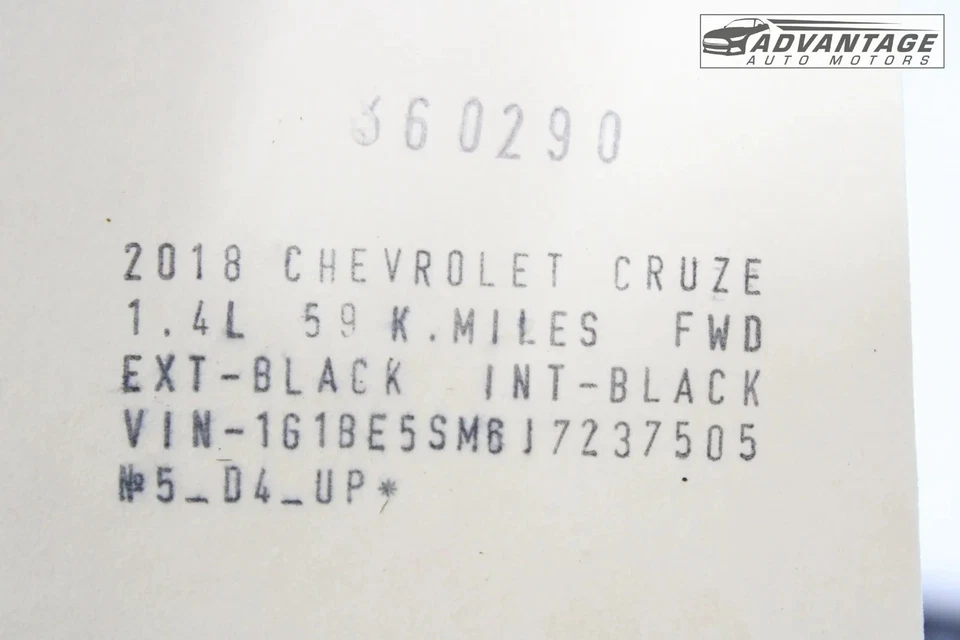 ADVANTAGE
AUTO MOTORS
360290
2018 CHEVROLET CRUZE
1.4L 59 K.MILES FWD
EXT-BLACK INT-BLACK
VIN-1G1BE5SM6J7237505
№5_D4_UP*